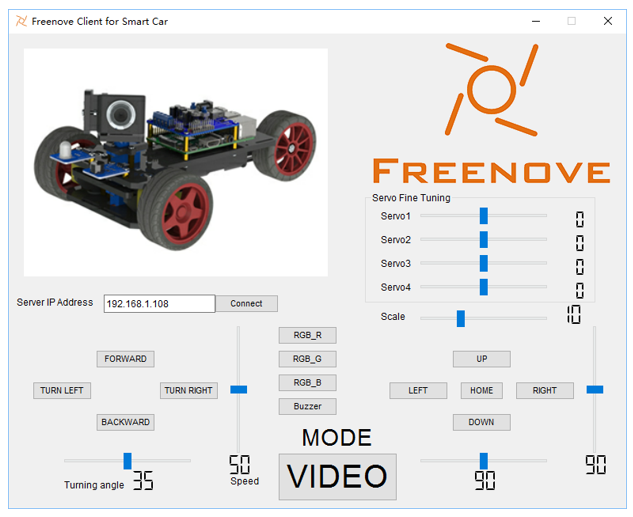 Freenove Client for Smart Car
FREENOVE
Servo Fine Tuning
Servo1 0
Servo2 0
Servo3 0
Servo4 0
Server IP Address 192.168.1.108 Connect
Scale 10
RGB_R
FORWARD RGB_G UP
TURN LEFT TURN RIGHT RGB_B LEFT HOME RIGHT
Buzzer
BACKWARD DOWN
MODE
VIDEO
Turning angle 35
50
Speed
90
90